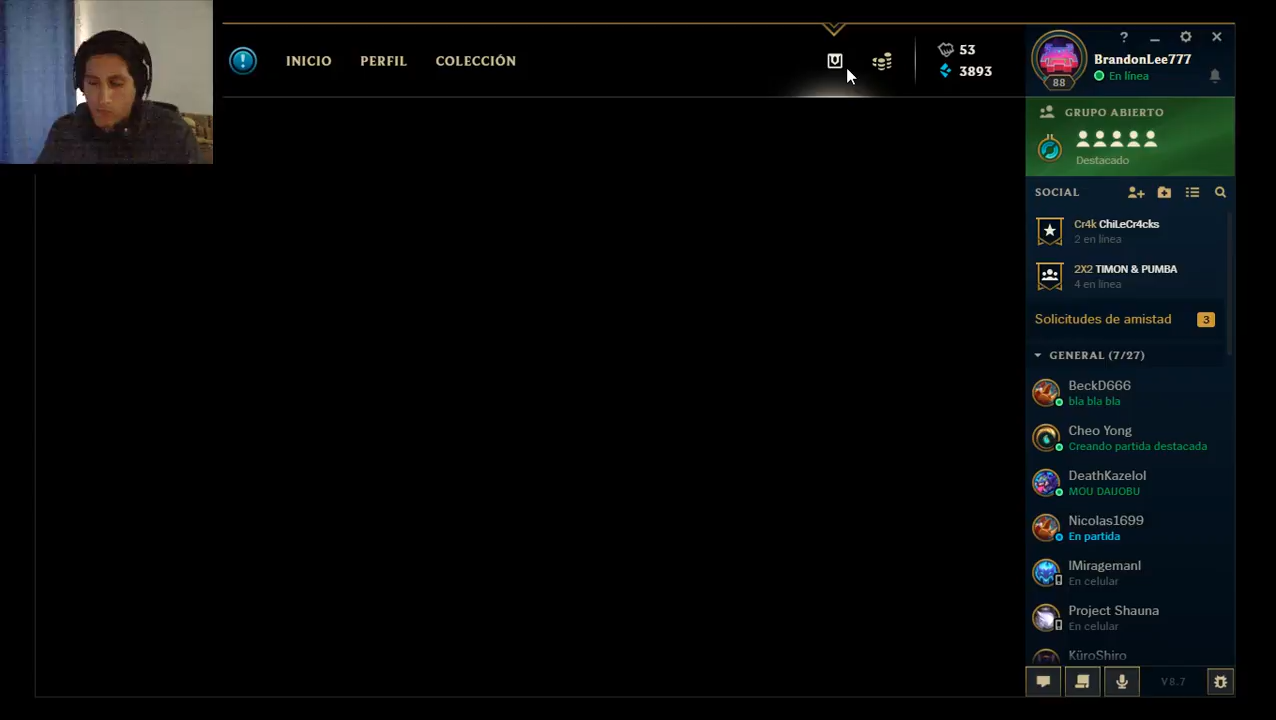 INICIO
PERFIL
COLECCIÓN
53
3893
88
?
BrandonLee777
En línea
GRUPO ABIERTO
Destacado
SOCIAL
Cr4k ChiLeCr4cks
2 en línea
2X2 TIMON & PUMBA
4 en línea
Solicitudes de amistad 3
GENERAL (7/27)
BeckD666
bla bla bla
Cheo Yong
Creando partida destacada
DeathKazelol
MOU DAIJOBU
Nicolas1699
En partida
IMiragemanI
En celular
Project Shauna
En celular
KüroShiro
V8.7